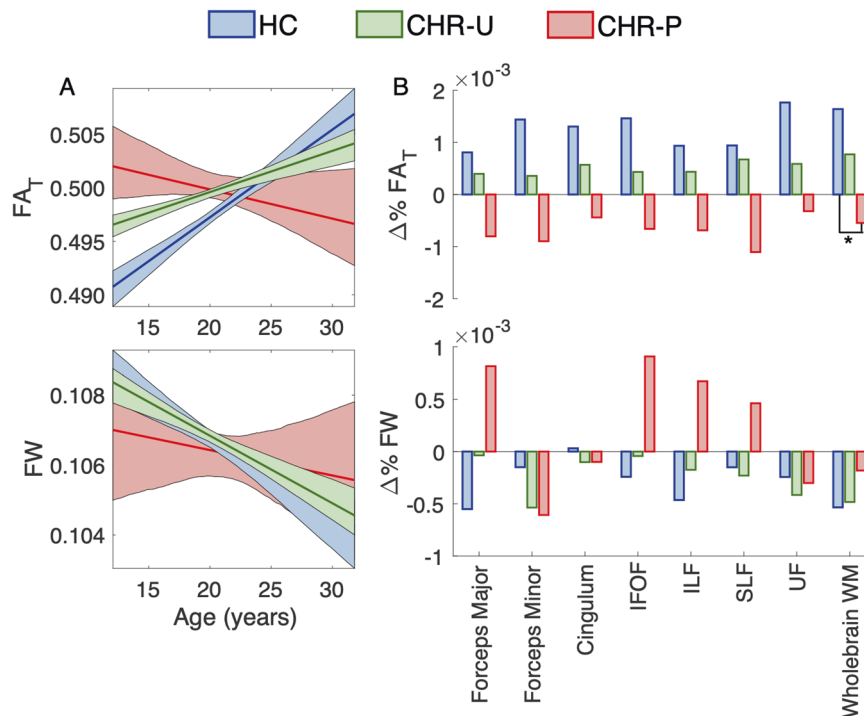 HC CHR-U CHR-P
A
FA_T
0.505
0.500
0.495
0.490
15 20 25 30
FW
0.108
0.106
0.104
15 20 25 30
Age (years)
B
×10⁻³
Δ% FA_T
2
1
0
-1
-2
*
×10⁻³
Δ% FW
1
0.5
0
-0.5
-1
Forceps Major
Forceps Minor
Cingulum
IFOF
ILF
SLF
UF
Wholebrain WM